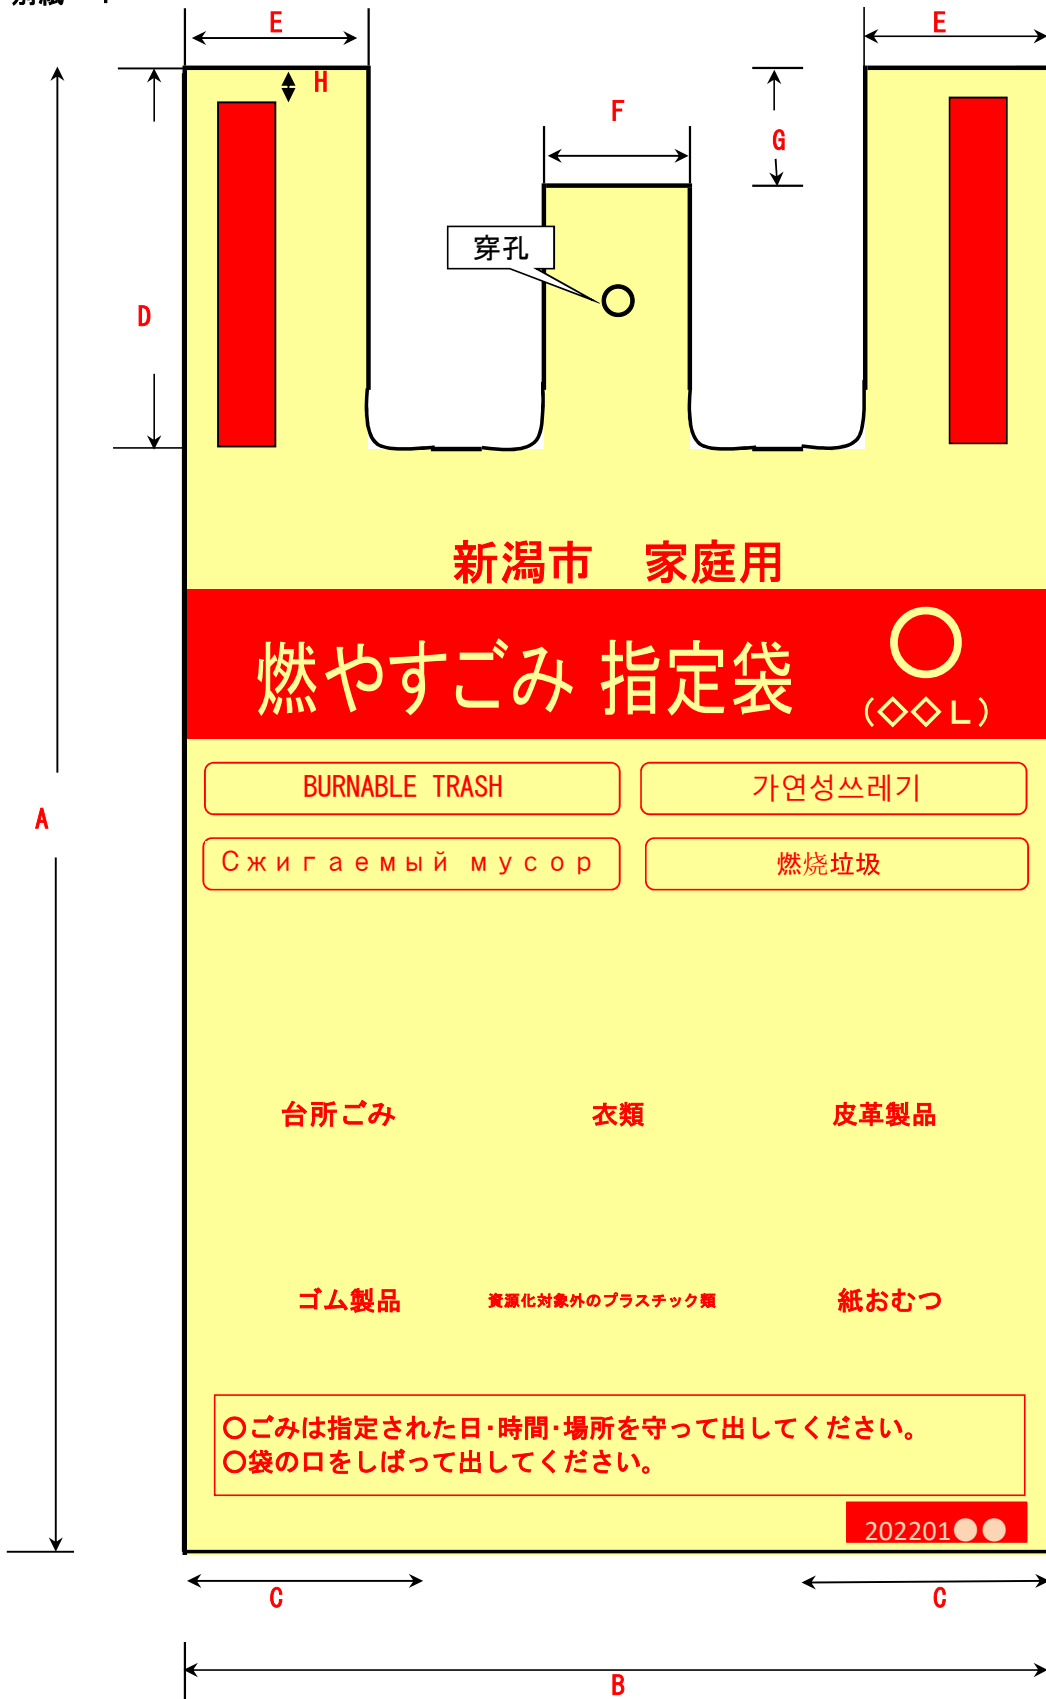 E
E
H
F
G
穿孔
D
新潟市　家庭用
燃やすごみ 指定袋
○
(◇◇L)
BURNABLE TRASH
가연성쓰레기
A
Сжигаемый мусор
燃烧垃圾
台所ごみ
衣類
皮革製品
ゴム製品
資源化対象外のプラスチック類
紙おむつ
○ごみは指定された日・時間・場所を守って出してください。
○袋の口をしばって出してください。
202201●●
C
C
B